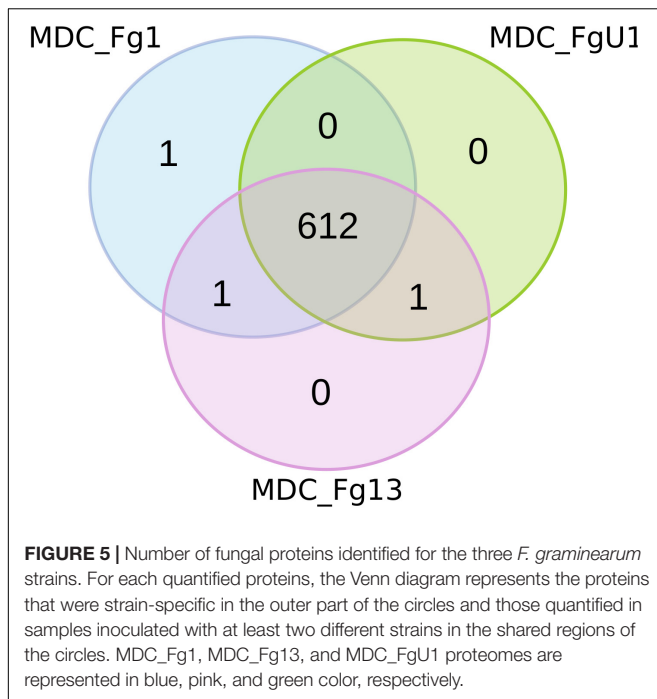 MDC_Fg1
MDC_FgU1
0
1
0
612
1
1
0
MDC_Fg13
FIGURE 5 | Number of fungal proteins identified for the three F. graminearum
strains. For each quantified proteins, the Venn diagram represents the proteins
that were strain-specific in the outer part of the circles and those quantified in
samples inoculated with at least two different strains in the shared regions of
the circles. MDC_Fg1, MDC_Fg13, and MDC_FgU1 proteomes are
represented in blue, pink, and green color, respectively.